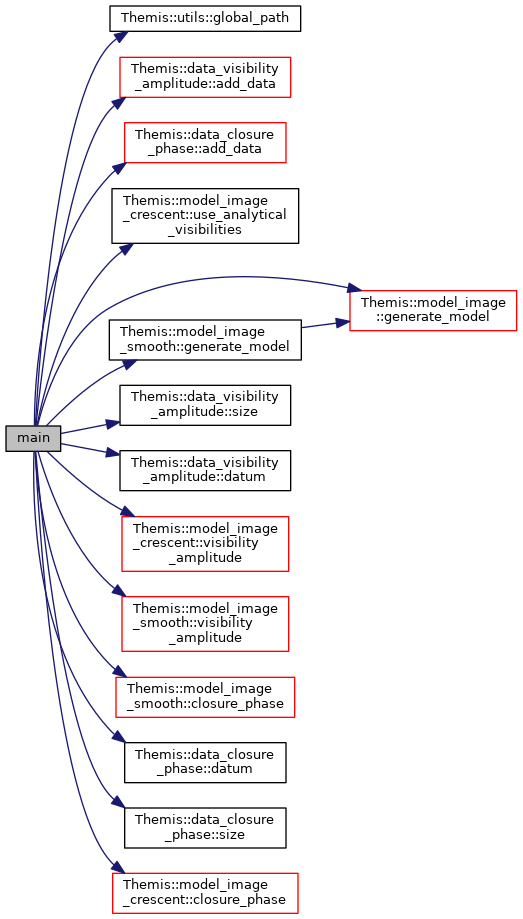 Themis::utils::global_path
Themis::data_visibility
_amplitude::add_data
Themis::data_closure
_phase::add_data
Themis::model_image
_crescent::use_analytical
_visibilities
Themis::model_image
::generate_model
Themis::model_image
_smooth::generate_model
Themis::data_visibility
_amplitude::size
main
Themis::data_visibility
_amplitude::datum
Themis::model_image
_crescent::visibility
_amplitude
Themis::model_image
_smooth::visibility
_amplitude
Themis::model_image
_smooth::closure_phase
Themis::data_closure
_phase::datum
Themis::data_closure
_phase::size
Themis::model_image
_crescent::closure_phase